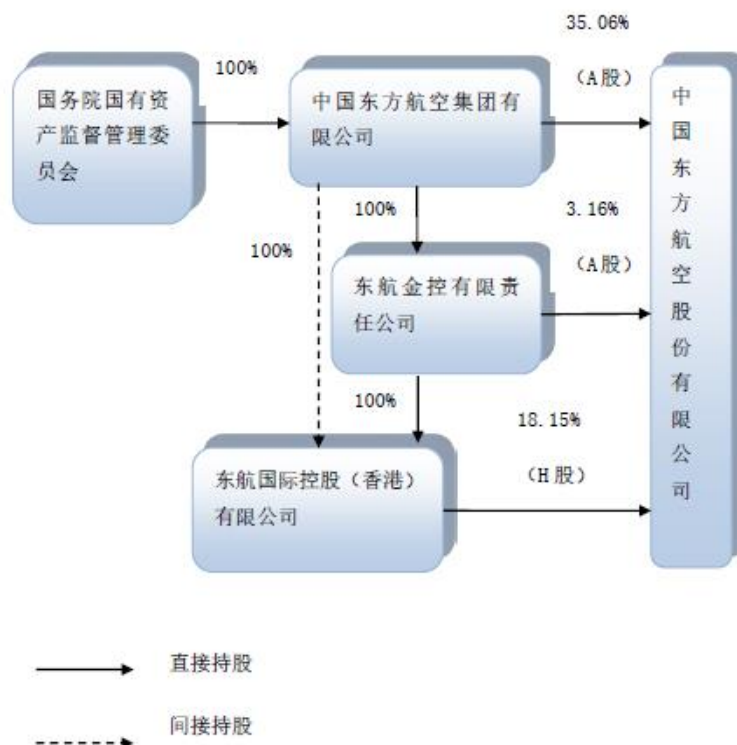 35.06%
（A股）
100%
国务院国有资
产监督管理委
员会
中国东方航空集团有
限公司
中国东方航空股份有限公司
100%
3.16%
（A股）
100%
东航金控有限责
任公司
100%
18.15%
（H股）
东航国际控股（香港）
有限公司
直接持股
间接持股